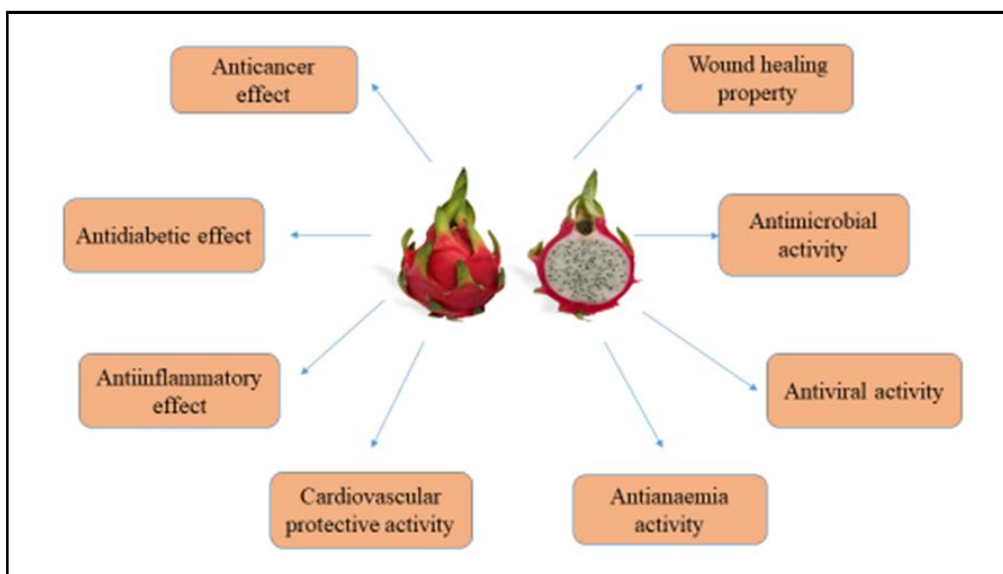 Anticancer
effect
Wound healing
property
Antidiabetic effect
Antimicrobial
activity
Antiinflammatory
effect
Antiviral activity
Cardiovascular
protective activity
Antianaemia
activity